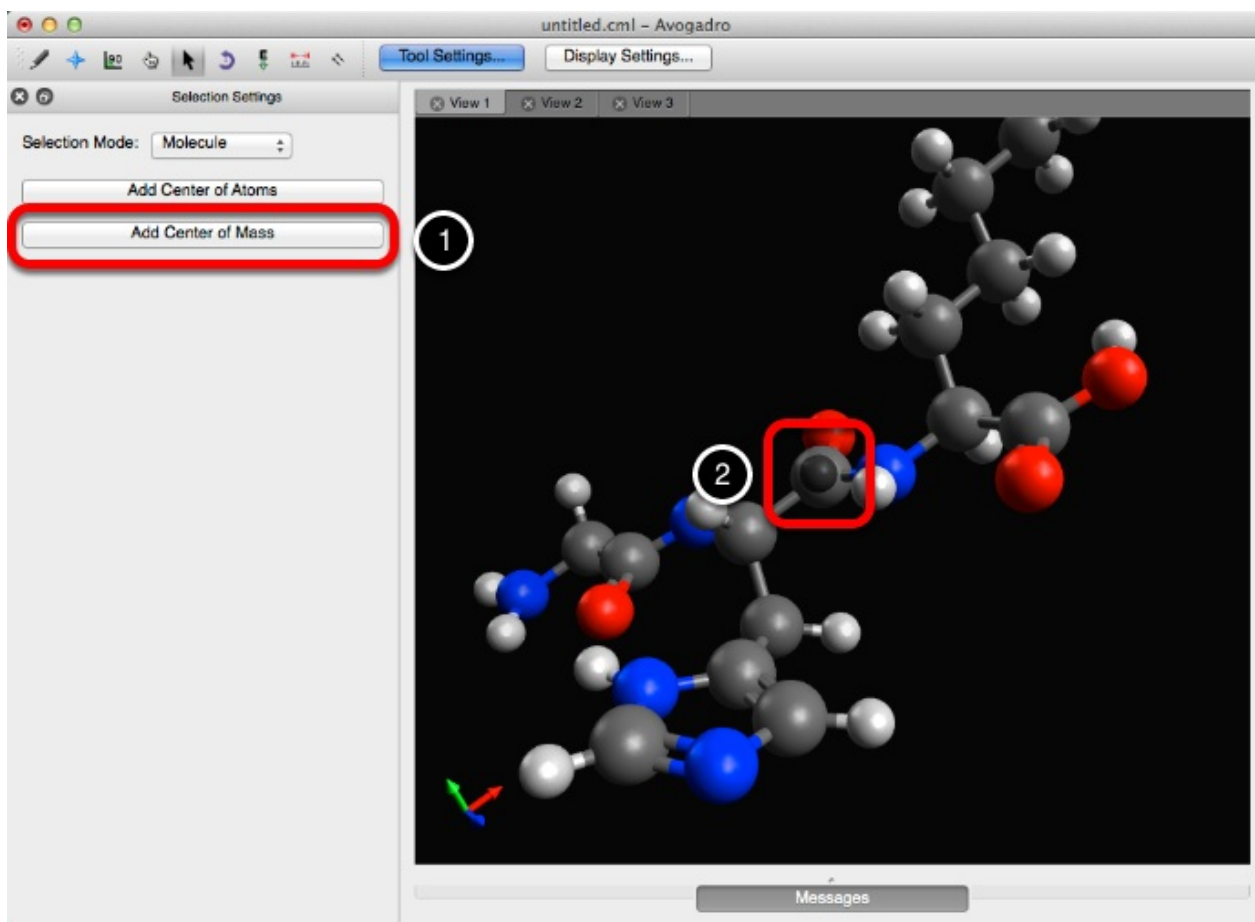 untitled.cml – Avogadro
Tool Settings... Display Settings...
Selection Settings
View 1 View 2 View 3
Selection Mode: Molecule
Add Center of Atoms
Add Center of Mass
1
2
Messages